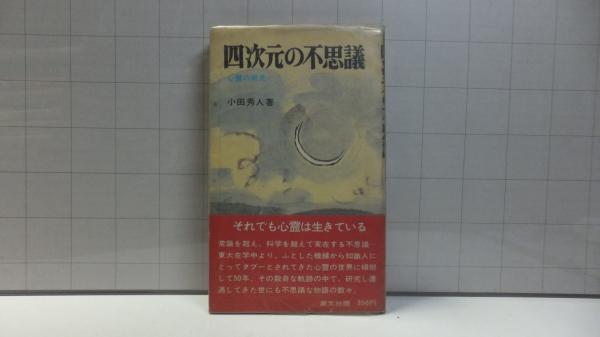 四次元の不思議
心霊の発見
小田秀人著
それでも心霊は生きている
常識を超え、科学を超えて実在する不思議―
東大在学中より、ふとした機縁から知識人に
とってタブーとされてきた心霊の世界に傾倒
して50年、その数奇な軌跡の中で、研究し遭
遇してきた世にも不思議な物語の数々。
潮文社版 350円